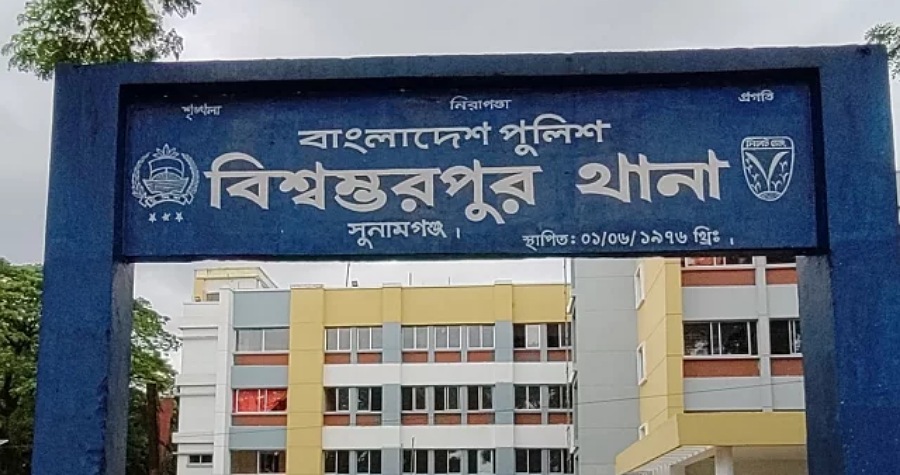 শৃঙ্খলা নিরাপত্তা প্রগতি
বাংলাদেশ পুলিশ
বিশ্বম্ভরপুর থানা
সুনামগঞ্জ।
স্থাপিত: ০১/০৬/১৯৭৬ খ্রিঃ।